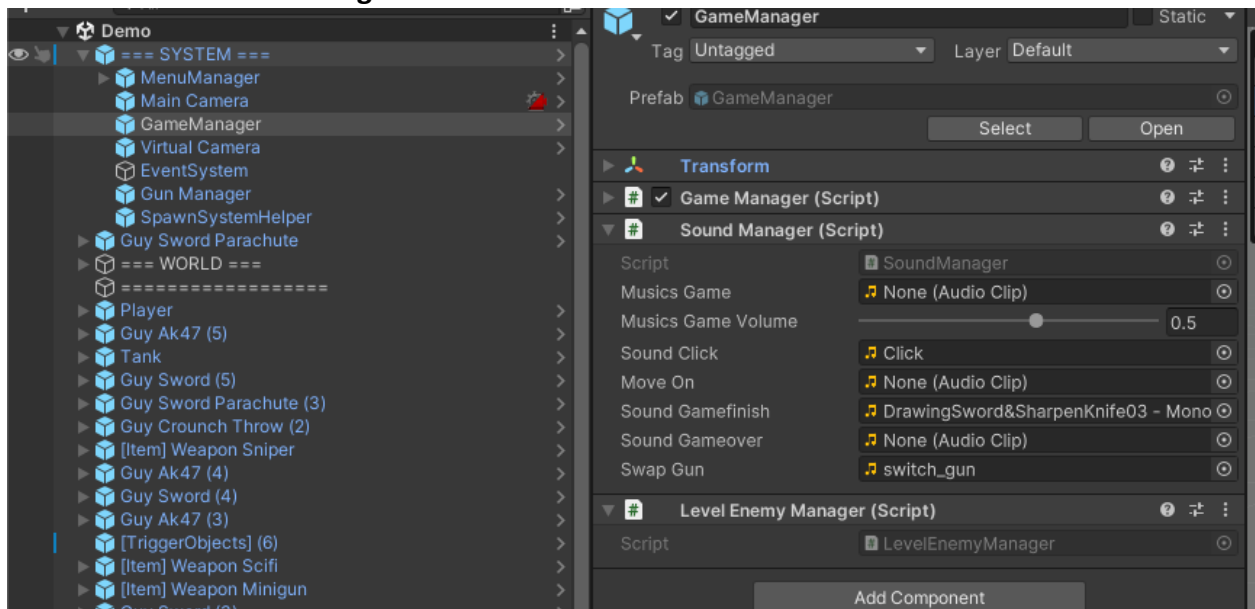 Demo
=== SYSTEM ===
MenuManager
Main Camera
GameManager
Virtual Camera
EventSystem
Gun Manager
SpawnSystemHelper
Guy Sword Parachute
=== WORLD ===
==================
Player
Guy Ak47 (5)
Tank
Guy Sword (5)
Guy Sword Parachute (3)
Guy Crounch Throw (2)
[Item] Weapon Sniper
Guy Ak47 (4)
Guy Sword (4)
Guy Ak47 (3)
[TriggerObjects] (6)
[Item] Weapon Scifi
[Item] Weapon Minigun
GameManager Static
Tag Untagged Layer Default
Prefab GameManager
Select Open
Transform
Game Manager (Script)
Sound Manager (Script)
Script SoundManager
Musics Game None (Audio Clip)
Musics Game Volume 0.5
Sound Click Click
Move On None (Audio Clip)
Sound Gamefinish DrawingSword&SharpenKnife03 - Mono
Sound Gameover None (Audio Clip)
Swap Gun switch_gun
Level Enemy Manager (Script)
Script LevelEnemyManager
Add Component